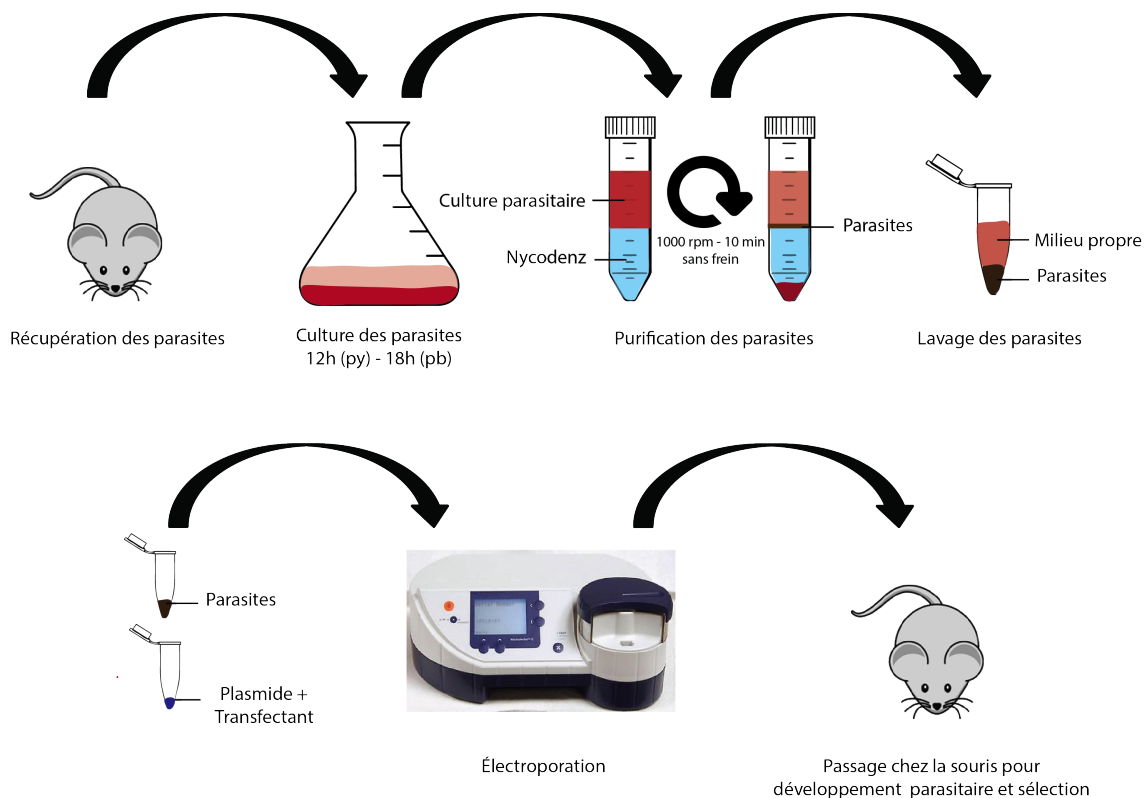 Culture parasitaire
Nycodenz
1000 rpm - 10 min
sans frein
Parasites
Milieu propre
Parasites
Récupération des parasites
Culture des parasites
12h (py) - 18h (pb)
Purification des parasites
Lavage des parasites
Parasites
Plasmide +
Transfectant
Électroporation
Passage chez la souris pour
développement parasitaire et sélection